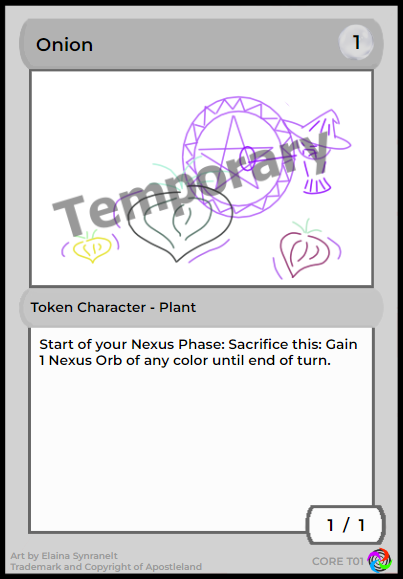 Onion
1
Temporary
Token Character - Plant
Start of your Nexus Phase: Sacrifice this: Gain
1 Nexus Orb of any color until end of turn.
1 / 1
Art by Elaina Synranelt
Trademark and Copyright of Apostleland
CORE T01